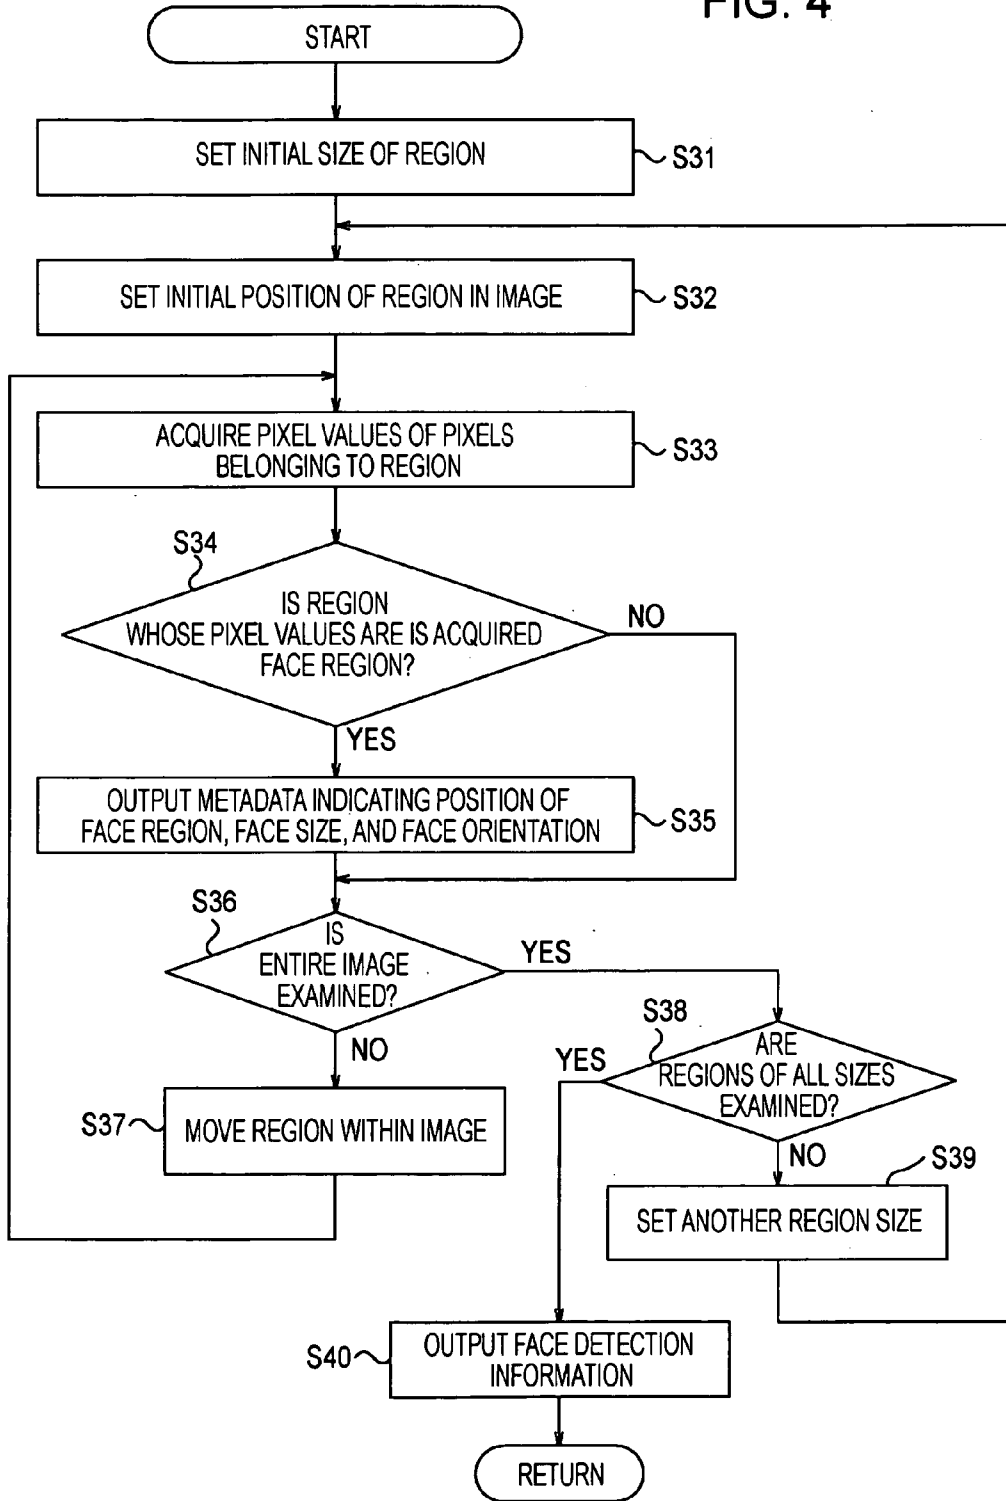 FIG. 4
START
SET INITIAL SIZE OF REGION
S31
SET INITIAL POSITION OF REGION IN IMAGE
S32
ACQUIRE PIXEL VALUES OF PIXELS
BELONGING TO REGION
S33
S34
IS REGION
WHOSE PIXEL VALUES ARE IS ACQUIRED
FACE REGION?
NO
YES
OUTPUT METADATA INDICATING POSITION OF
FACE REGION, FACE SIZE, AND FACE ORIENTATION
S35
S36
IS
ENTIRE IMAGE
EXAMINED?
YES
NO
S37
MOVE REGION WITHIN IMAGE
S38
ARE
REGIONS OF ALL SIZES
EXAMINED?
YES
NO
S39
SET ANOTHER REGION SIZE
S40
OUTPUT FACE DETECTION
INFORMATION
RETURN